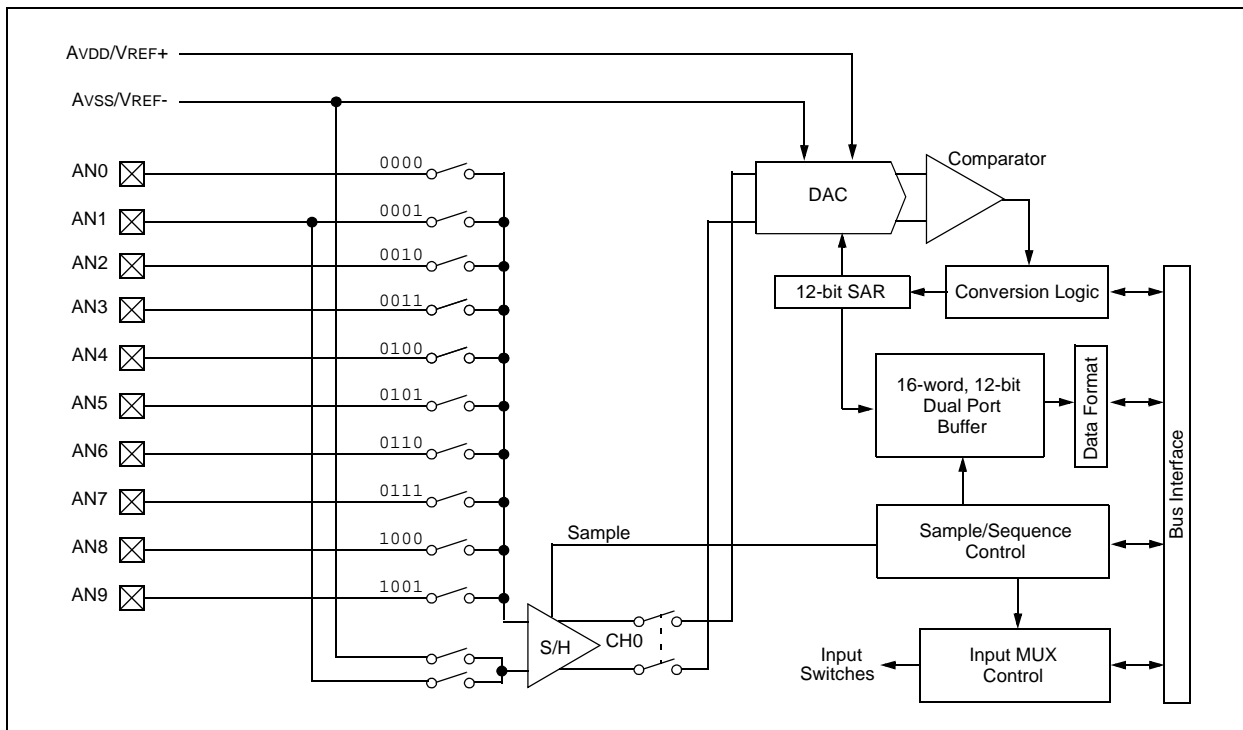 AVDD/VREF+
AVSS/VREF-
AN0
0000
AN1
0001
AN2
0010
AN3
0011
AN4
0100
AN5
0101
AN6
0110
AN7
0111
AN8
1000
AN9
1001
S/H
CH0
Sample
DAC
Comparator
12-bit SAR
Conversion Logic
16-word, 12-bit
Dual Port
Buffer
Data Format
Bus Interface
Sample/Sequence
Control
Input
Switches
Input MUX
Control